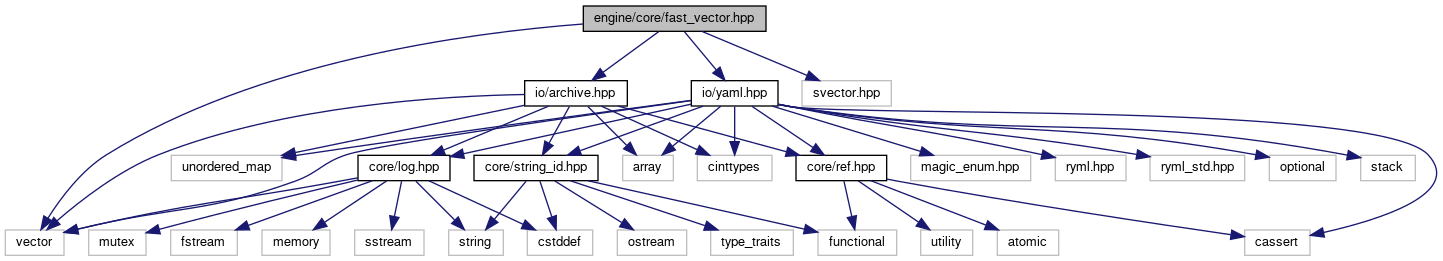 engine/core/fast_vector.hpp
io/archive.hpp
io/yaml.hpp
svector.hpp
unordered_map
core/log.hpp
core/string_id.hpp
array
cinttypes
core/ref.hpp
magic_enum.hpp
ryml.hpp
ryml_std.hpp
optional
stack
vector
mutex
fstream
memory
sstream
string
cstddef
ostream
type_traits
functional
utility
atomic
cassert